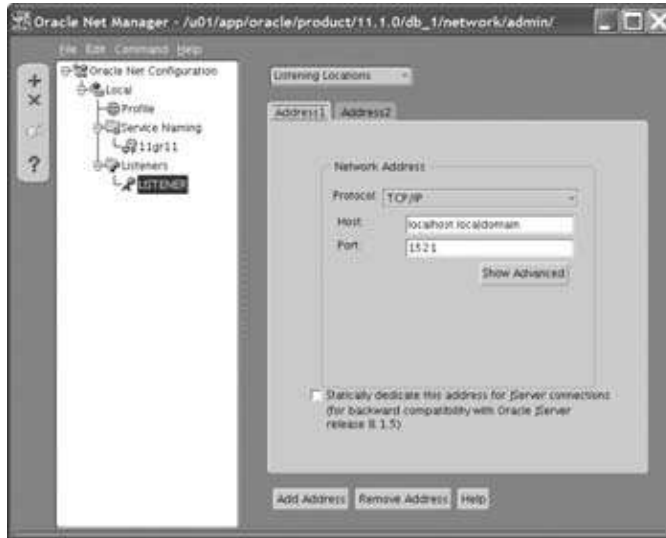 Oracle Net Manager - /u01/app/oracle/product/11.1.0/db_1/network/admin/
File Edit Command Help
Oracle Net Configuration
Local
Profile
Service Naming
11gr11
Listeners
LISTENER
?
Listening Locations
Address1 Address2
Network Address
Protocol: TCP/IP
Host: localhost.localdomain
Port: 1521
Show Advanced
Statically dedicate this address for JServer connections
(for backward compatibility with Oracle JServer
release 8.1.5)
Add Address Remove Address Help